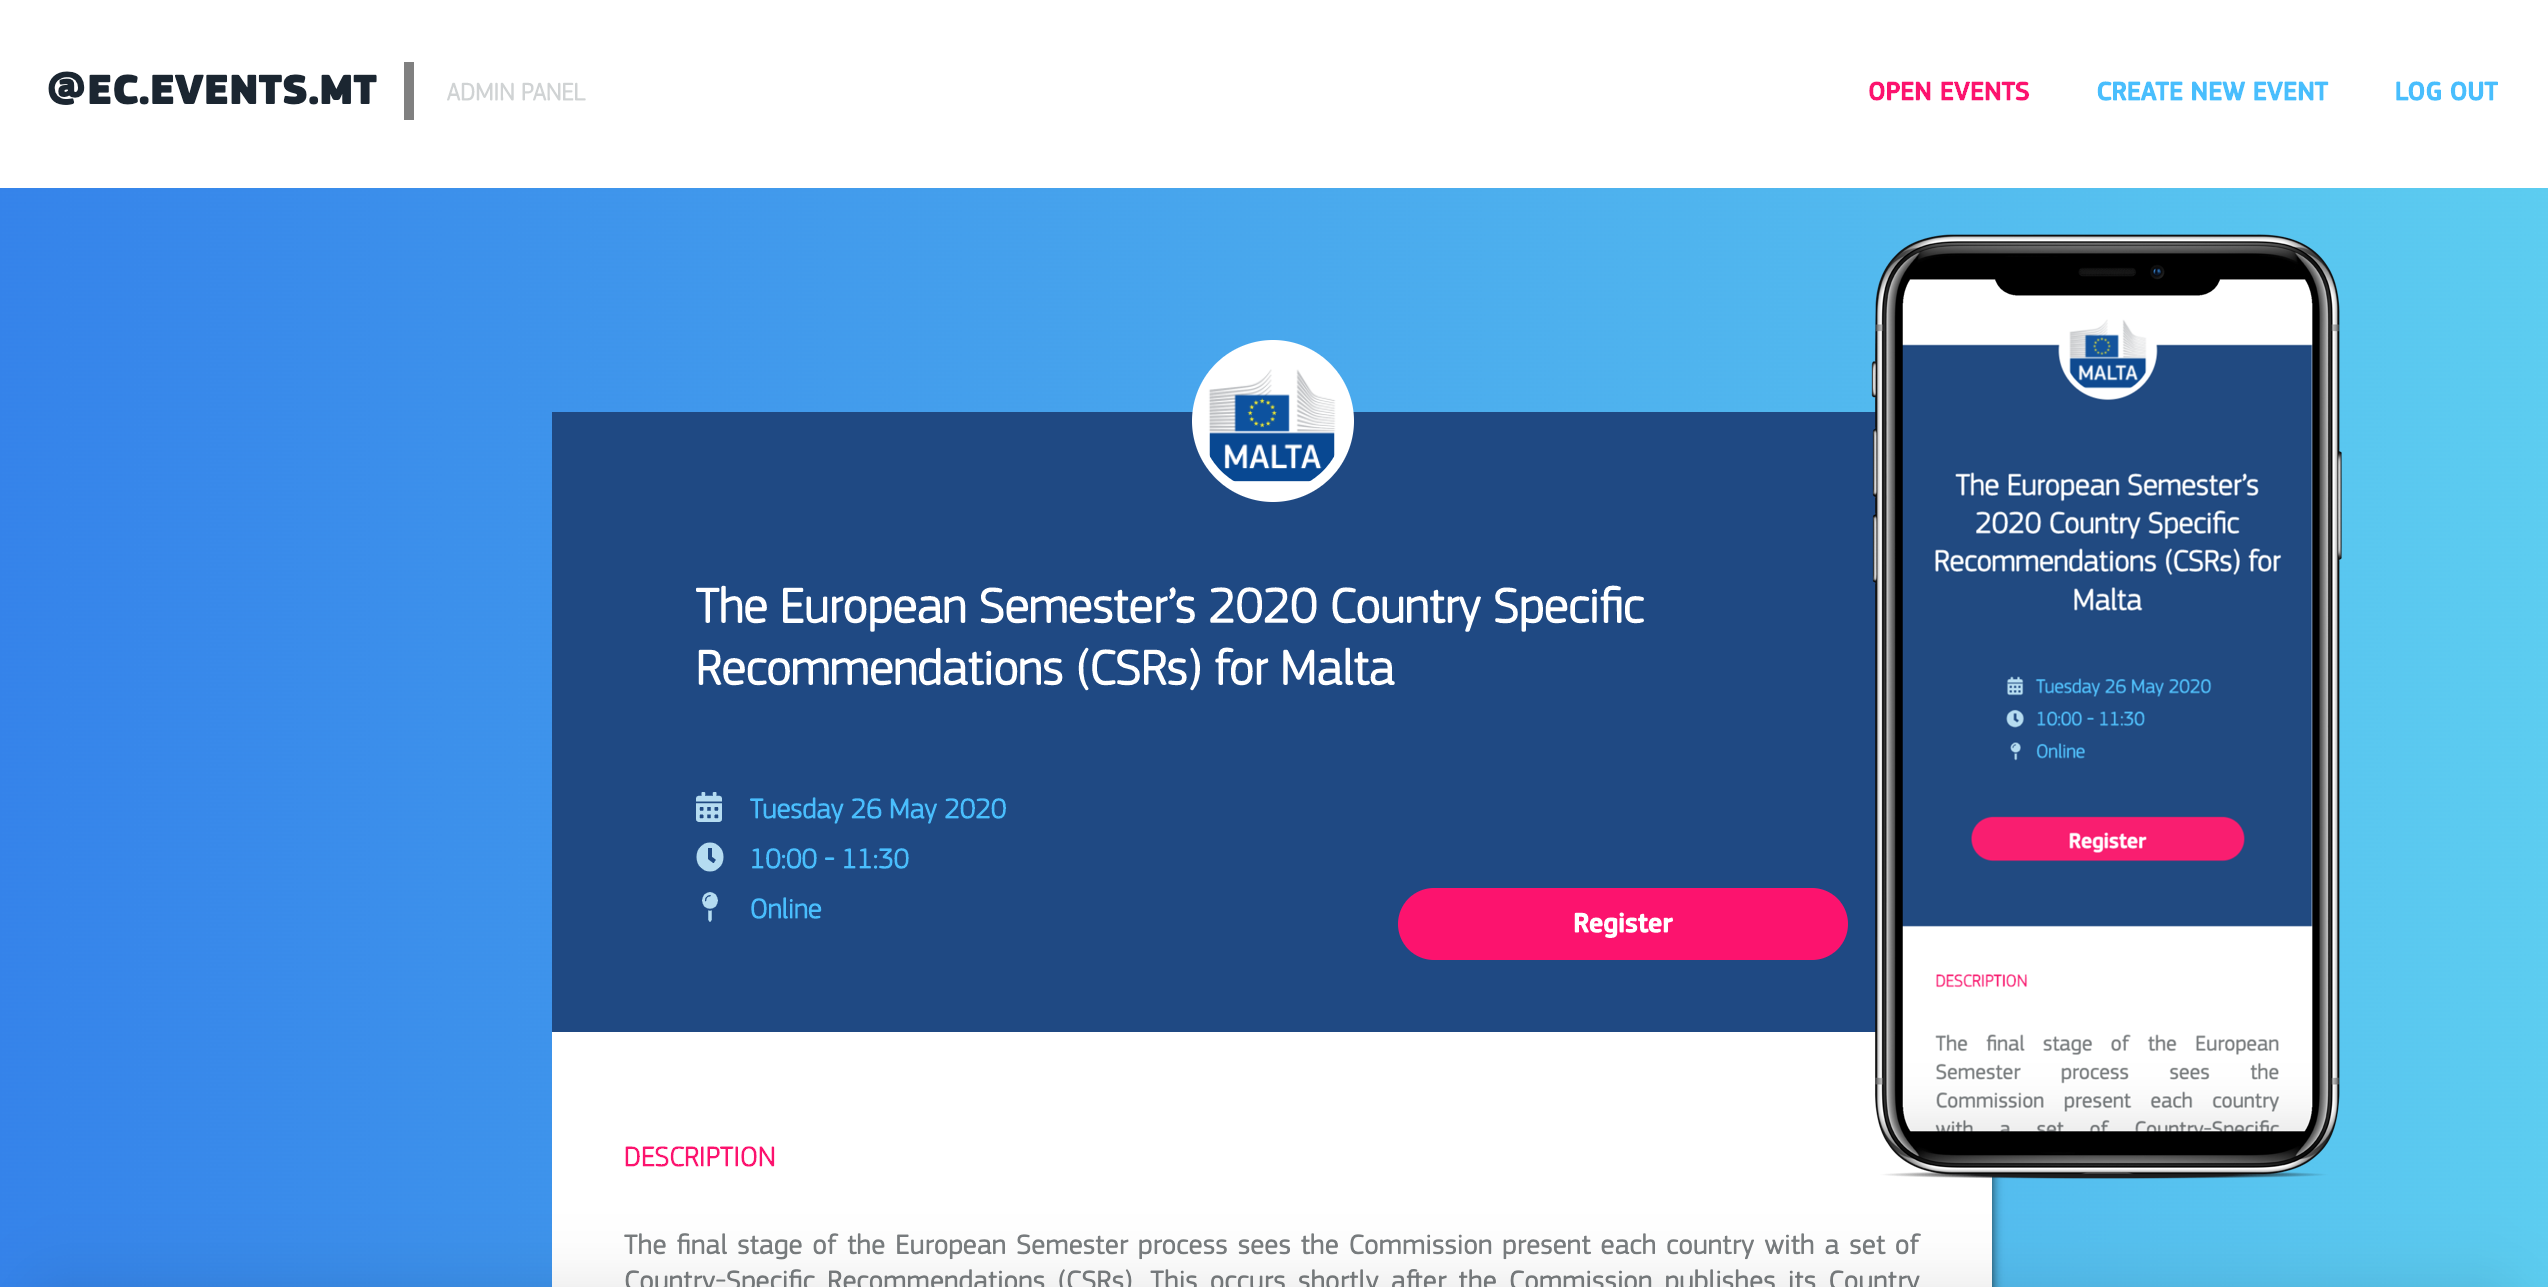 @EC.EVENTS.MT
ADMIN PANEL
OPEN EVENTS
CREATE NEW EVENT
LOG OUT
MALTA
The European Semester’s 2020 Country Specific
Recommendations (CSRs) for Malta
Tuesday 26 May 2020
10:00 - 11:30
Online
Register
DESCRIPTION
The final stage of the European Semester process sees the Commission present each country with a set of
Country-Specific Recommendations (CSRs). This occurs shortly after the Commission publishes its Country
MALTA
The European Semester’s
2020 Country Specific
Recommendations (CSRs) for
Malta
Tuesday 26 May 2020
10:00 - 11:30
Online
Register
DESCRIPTION
The final stage of the European
Semester process sees the
Commission present each country
with a set of Country-Specific